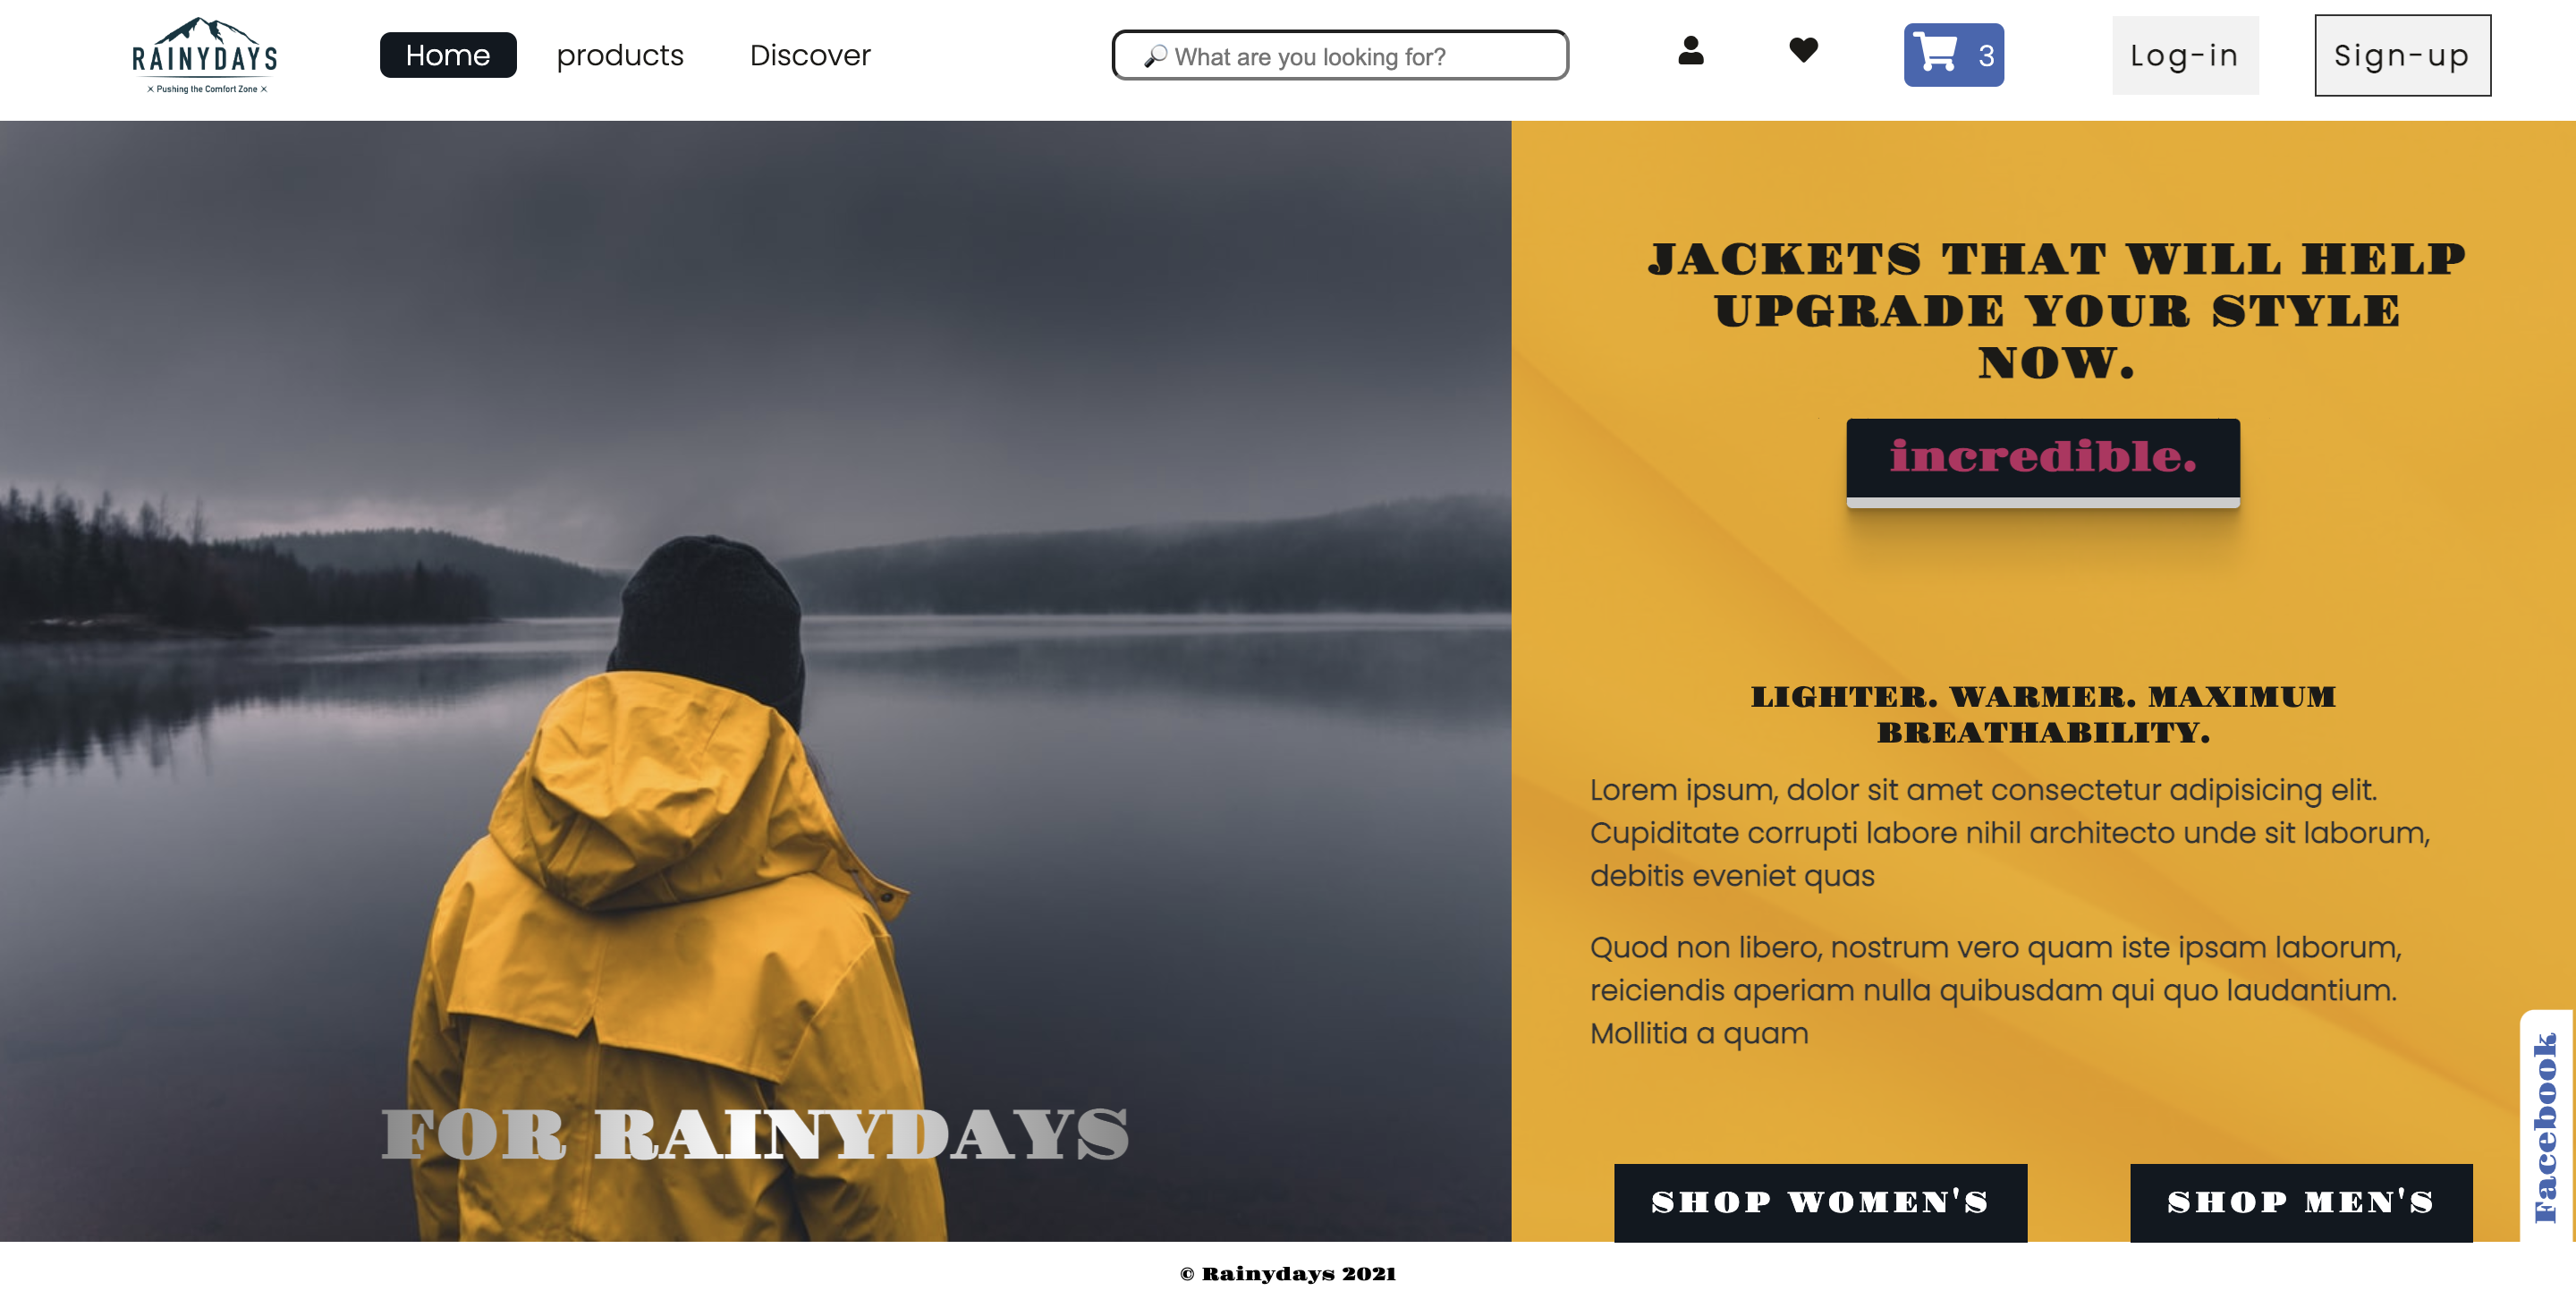 RAINYDAYS
Pushing the Comfort Zone
Home
products
Discover
What are you looking for?
3
Log-in
Sign-up
JACKETS THAT WILL HELP
UPGRADE YOUR STYLE
NOW.
incredible.
LIGHTER. WARMER. MAXIMUM
BREATHABILITY.
Lorem ipsum, dolor sit amet consectetur adipisicing elit.
Cupiditate corrupti labore nihil architecto unde sit laborum,
debitis eveniet quas
Quod non libero, nostrum vero quam iste ipsam laborum,
reiciendis aperiam nulla quibusdam qui quo laudantium.
Mollitia a quam
FOR RAINYDAYS
SHOP WOMEN'S
SHOP MEN'S
Facebook
© Rainydays 2021